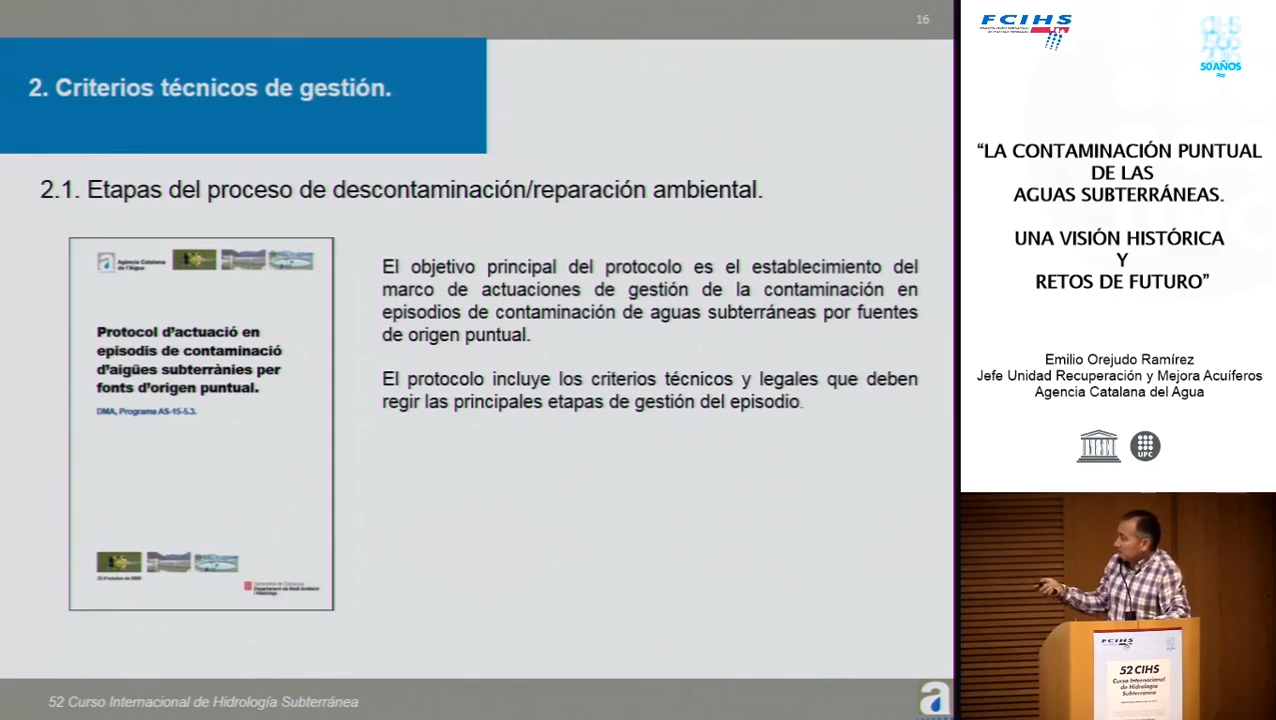 16
2. Criterios técnicos de gestión.
2.1. Etapas del proceso de descontaminación/reparación ambiental.
Agència Catalana
de l'Aigua
Protocol d'actuació en
episodis de contaminació
d'aigües subterrànies per
fonts d'origen puntual.
DMA, Programa AS-15-5.3.
Generalitat de Catalunya
Departament de Medi Ambient
i Habitatge
El objetivo principal del protocolo es el establecimiento del
marco de actuaciones de gestión de la contaminación en
episodios de contaminación de aguas subterráneas por fuentes
de origen puntual.
El protocolo incluye los criterios técnicos y legales que deben
regir las principales etapas de gestión del episodio.
52 Curso Internacional de Hidrología Subterránea
a
FCIHS
50 AÑOS
“LA CONTAMINACIÓN PUNTUAL
DE LAS
AGUAS SUBTERRÁNEAS.
UNA VISIÓN HISTÓRICA
Y
RETOS DE FUTURO”
Emilio Orejudo Ramírez
Jefe Unidad Recuperación y Mejora Acuíferos
Agencia Catalana del Agua
UPC
FCIHS
52 CIHS
Curso Internacional
de Hidrología
Subterránea